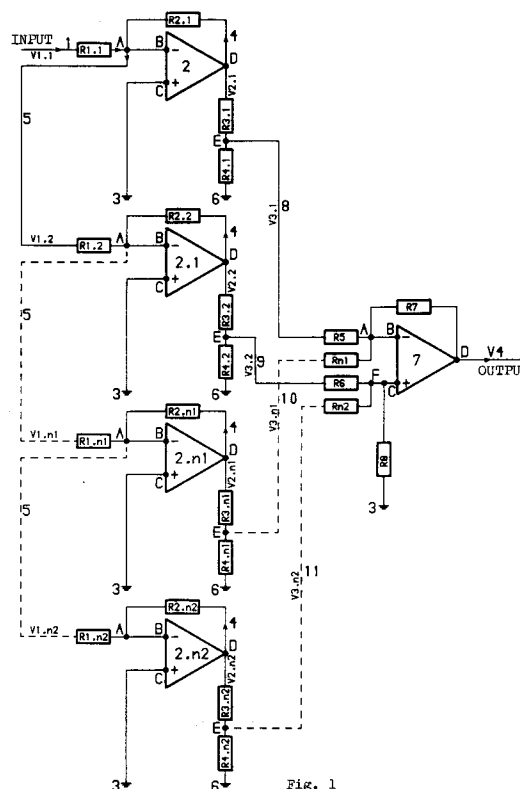 INPUT
V1.1
1
R1.1
A
R2.1
4
B
2
D
C
V2.1
5
R3.1
E
R4.1
3
6
V3.1
8
R2.2
4
V1.2
R1.2
A
B
2.1
D
C
V2.2
5
R3.2
E
R4.2
3
6
V3.2
9
R5
A
R7
B
Rn1
7
D
V4
OUTPUT
R6
E
C
Rn2
10
V3.n1
R8
3
R2.n1
4
V1.n1
R1.n1
A
B
2.n1
D
C
V2.n1
5
R3.n1
E
R4.n1
3
6
V3.n2
11
R2.n2
4
V1.n2
R1.n2
A
B
2.n2
D
C
V2.n2
R3.n2
E
R4.n2
3
6
Fig. 1